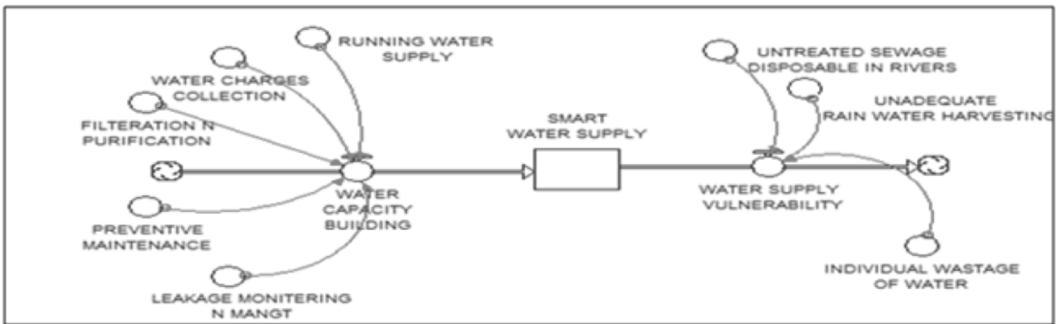 RUNNING WATER
SUPPLY
WATER CHARGES
COLLECTION
FILTERATION N
PURIFICATION
WATER
CAPACITY
BUILDING
PREVENTIVE
MAINTENANCE
LEAKAGE MONITERING
N MANGT
SMART
WATER SUPPLY
UNTREATED SEWAGE
DISPOSABLE IN RIVERS
UNADEQUATE
RAIN WATER HARVESTING
WATER SUPPLY
VULNERABILITY
INDIVIDUAL WASTAGE
OF WATER